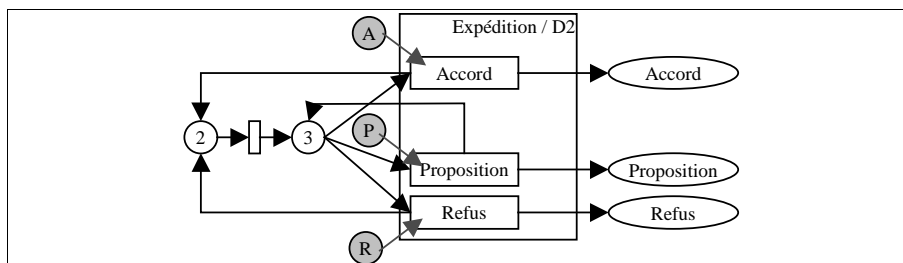 Expédition / D2
A
Accord
Accord
2
3
P
Proposition
Proposition
Refus
Refus
R